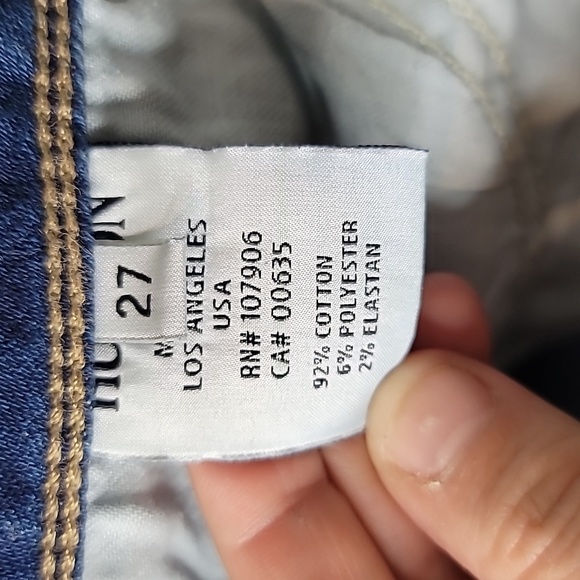 27
LOS ANGELES
USA
RN# 107906
CA# 00635
92% COTTON
6% POLYESTER
2% ELASTAN